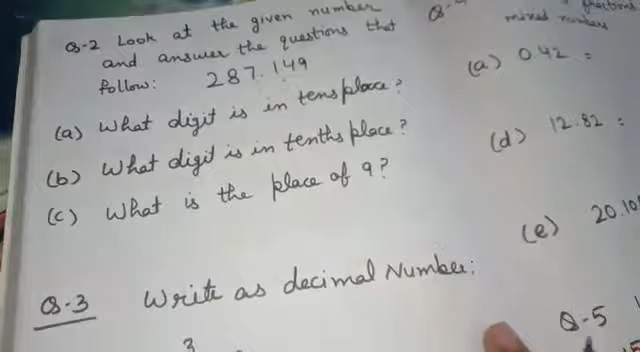 Q-2 Look at the given number
and answer the questions that
follow: 287.149
(a) What digit is in tens place?
(b) What digit is in tenths place?
(c) What is the place of 9?
Q-3 Write as decimal Number:
3
mixed numbers
(a) 0.42 =
(d) 12.82 =
(e) 20.10
Q-5